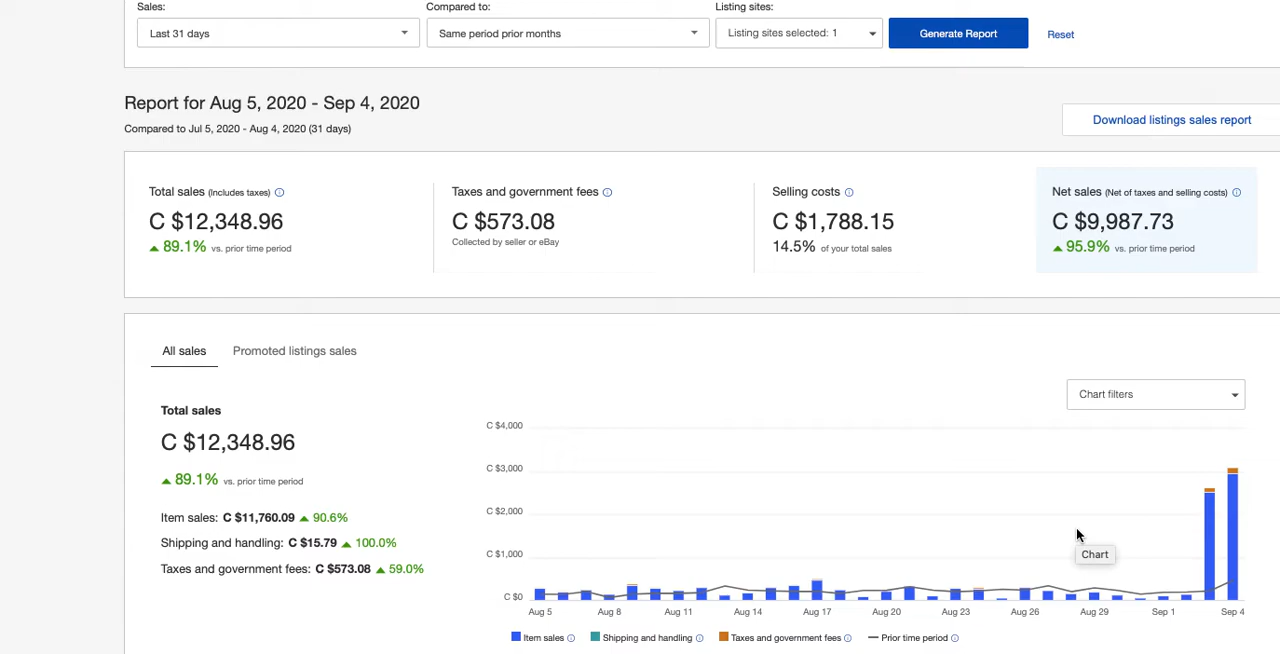 Sales: Compared to: Listing sites:
Last 31 days Same period prior months Listing sites selected: 1 Generate Report Reset
Report for Aug 5, 2020 - Sep 4, 2020
Compared to Jul 5, 2020 - Aug 4, 2020 (31 days)
Download listings sales report
Total sales (Includes taxes) Taxes and government fees Selling costs Net sales (Net of taxes and selling costs)
C $12,348.96 C $573.08 C $1,788.15 C $9,987.73
89.1% vs. prior time period Collected by seller or eBay 14.5% of your total sales 95.9% vs. prior time period
All sales Promoted listings sales
Chart filters
Total sales
C $12,348.96
89.1% vs. prior time period
Item sales: C $11,760.09 90.6%
Shipping and handling: C $15.79 100.0%
Taxes and government fees: C $573.08 59.0%
C $4,000
C $3,000
C $2,000
C $1,000
C $0
Chart
Aug 5 Aug 8 Aug 11 Aug 14 Aug 17 Aug 20 Aug 23 Aug 26 Aug 29 Sep 1 Sep 4
Item sales Shipping and handling Taxes and government fees Prior time period